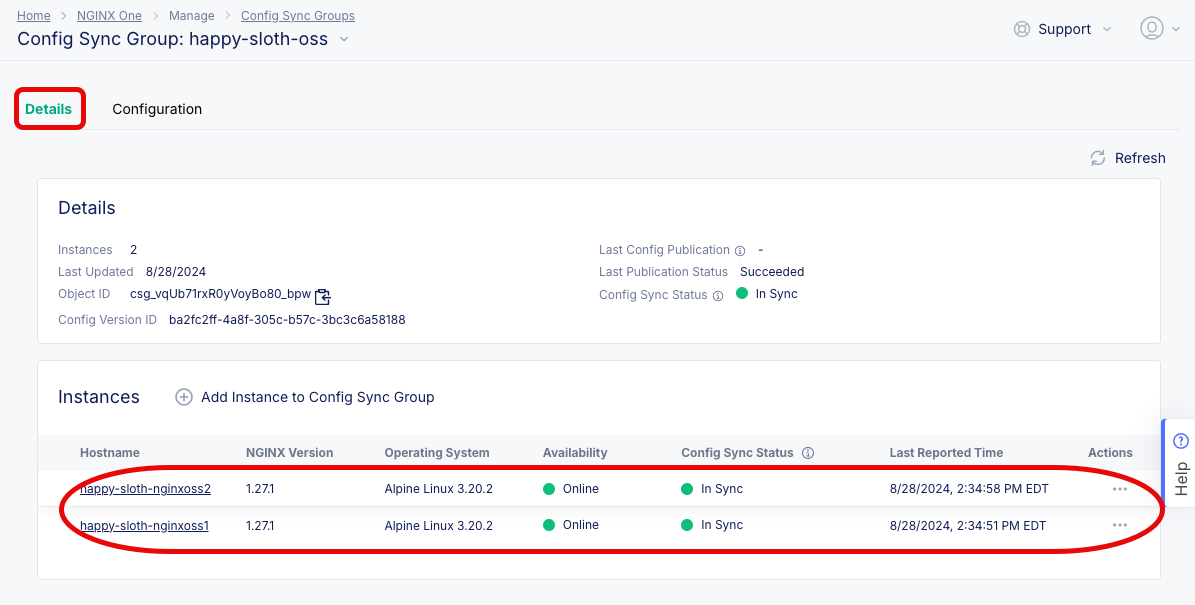 Home > NGINX One > Manage > Config Sync Groups
Config Sync Group: happy-sloth-oss
Support
Details Configuration
Refresh
Details
Instances 2
Last Updated 8/28/2024
Object ID csg_vqUb71rxR0yVoyBo80_bpw
Config Version ID ba2fc2ff-4a8f-305c-b57c-3bc3c6a58188
Last Config Publication -
Last Publication Status Succeeded
Config Sync Status In Sync
Instances Add Instance to Config Sync Group
Hostname NGINX Version Operating System Availability Config Sync Status Last Reported Time Actions
happy-sloth-nginxoss2 1.27.1 Alpine Linux 3.20.2 Online In Sync 8/28/2024, 2:34:58 PM EDT
happy-sloth-nginxoss1 1.27.1 Alpine Linux 3.20.2 Online In Sync 8/28/2024, 2:34:51 PM EDT
Help